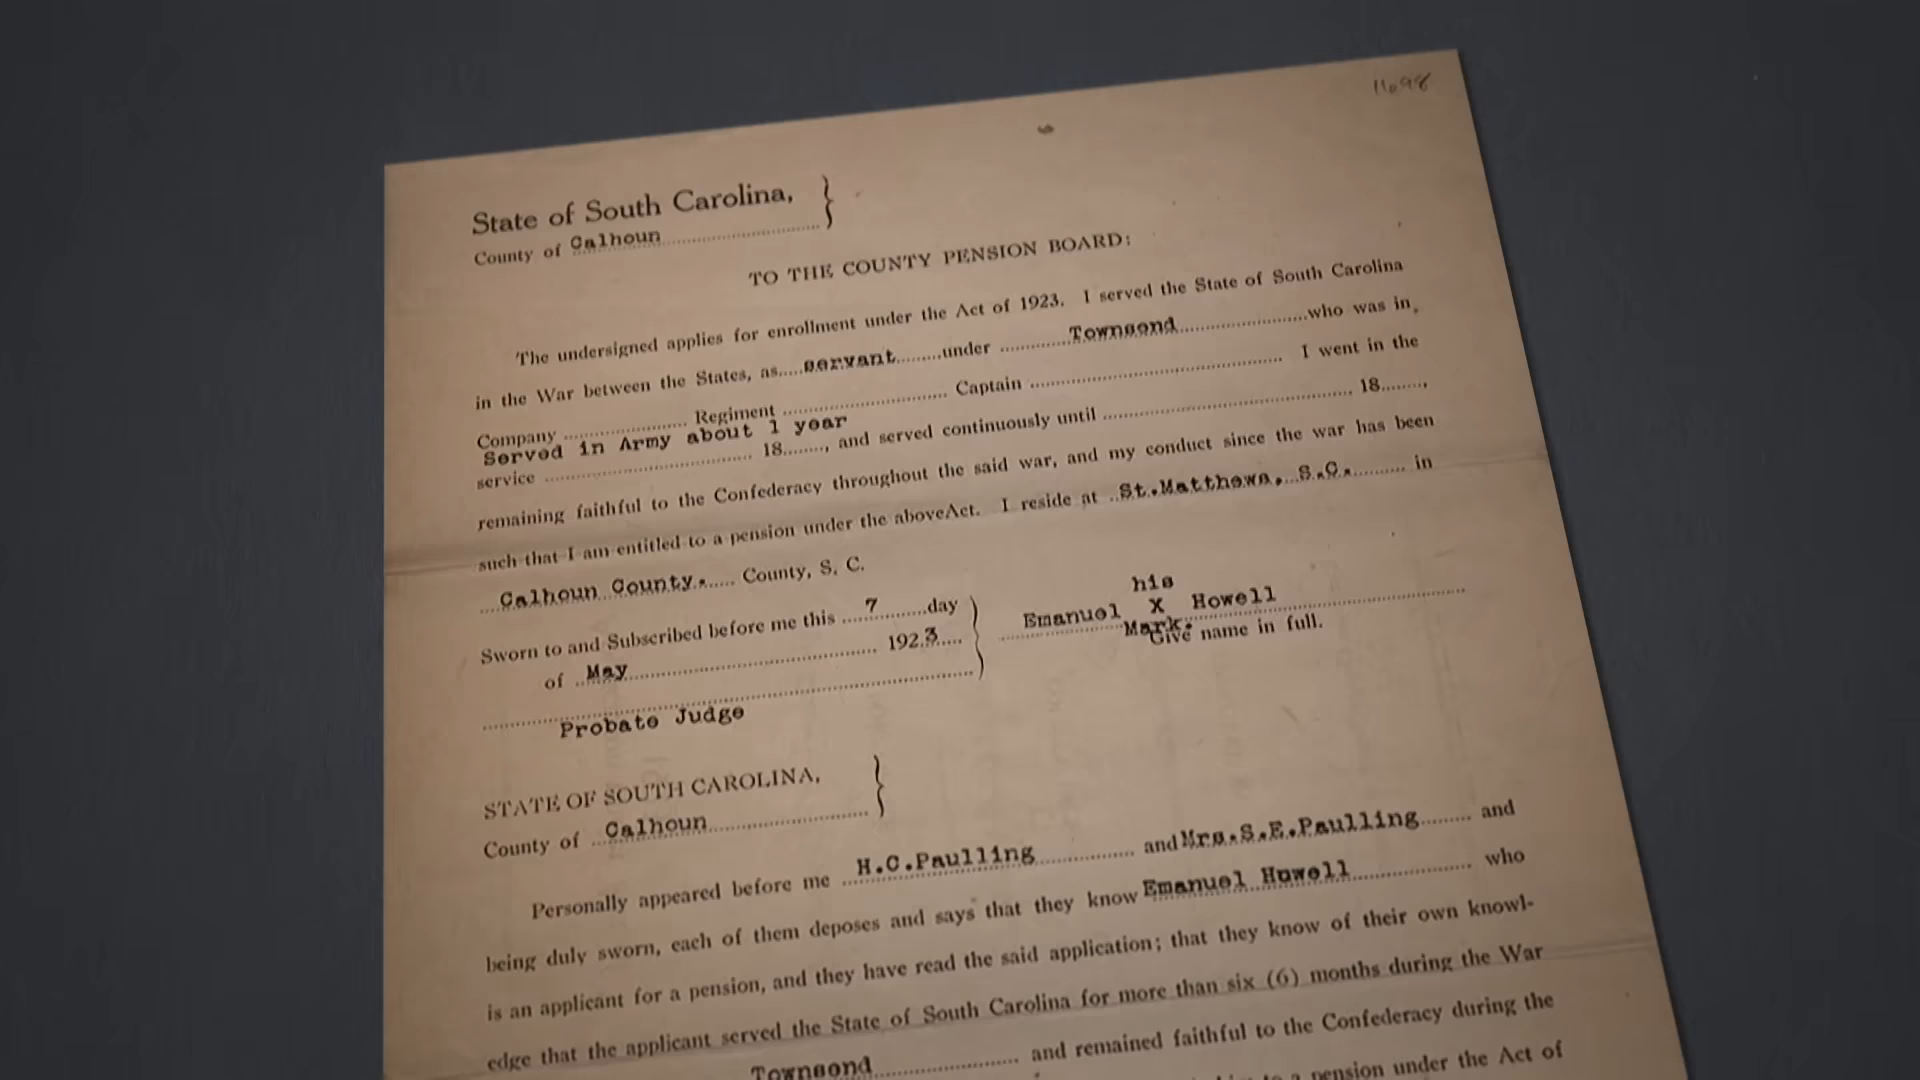 11098
State of South Carolina,
County of Calhoun
TO THE COUNTY PENSION BOARD:
The undersigned applies for enrollment under the Act of 1923. I served the State of South Carolina
in the War between the States, as servant under Townsend who was in
Company Regiment Captain I went in the
Served in Army about 1 year
service 18, and served continuously until 18,
remaining faithful to the Confederacy throughout the said war, and my conduct since the war has been
such that I am entitled to a pension under the aboveAct. I reside at St.Matthews, S.C. in
Calhoun County. County, S. C.
Sworn to and Subscribed before me this 7 day
of May 1923
his
Emanuel X Howell
Mark.
Give name in full.
Probate Judge
STATE OF SOUTH CAROLINA,
County of Calhoun
Personally appeared before me H.C.Paulling and Mrs.S.E.Paulling and
being duly sworn, each of them deposes and says that they know Emanuel Howell who
is an applicant for a pension, and they have read the said application; that they know of their own knowl-
edge that the applicant served the State of South Carolina for more than six (6) months during the War
Townsend and remained faithful to the Confederacy during the
to a pension under the Act of